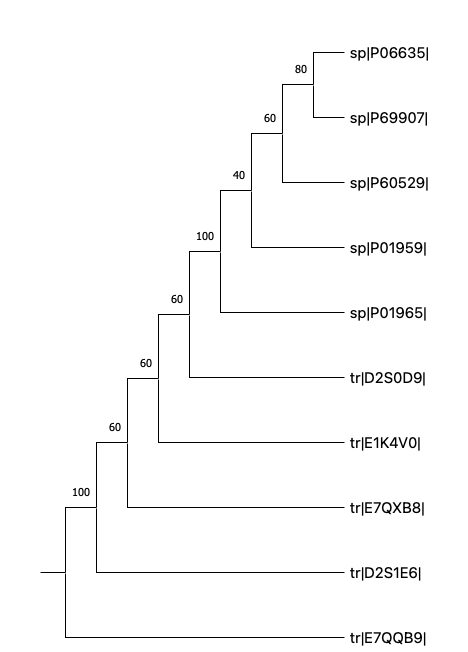 sp|P06635|
80
sp|P69907|
60
sp|P60529|
40
sp|P01959|
100
sp|P01965|
60
tr|D2S0D9|
60
tr|E1K4V0|
60
tr|E7QXB8|
100
tr|D2S1E6|
tr|E7QQB9|